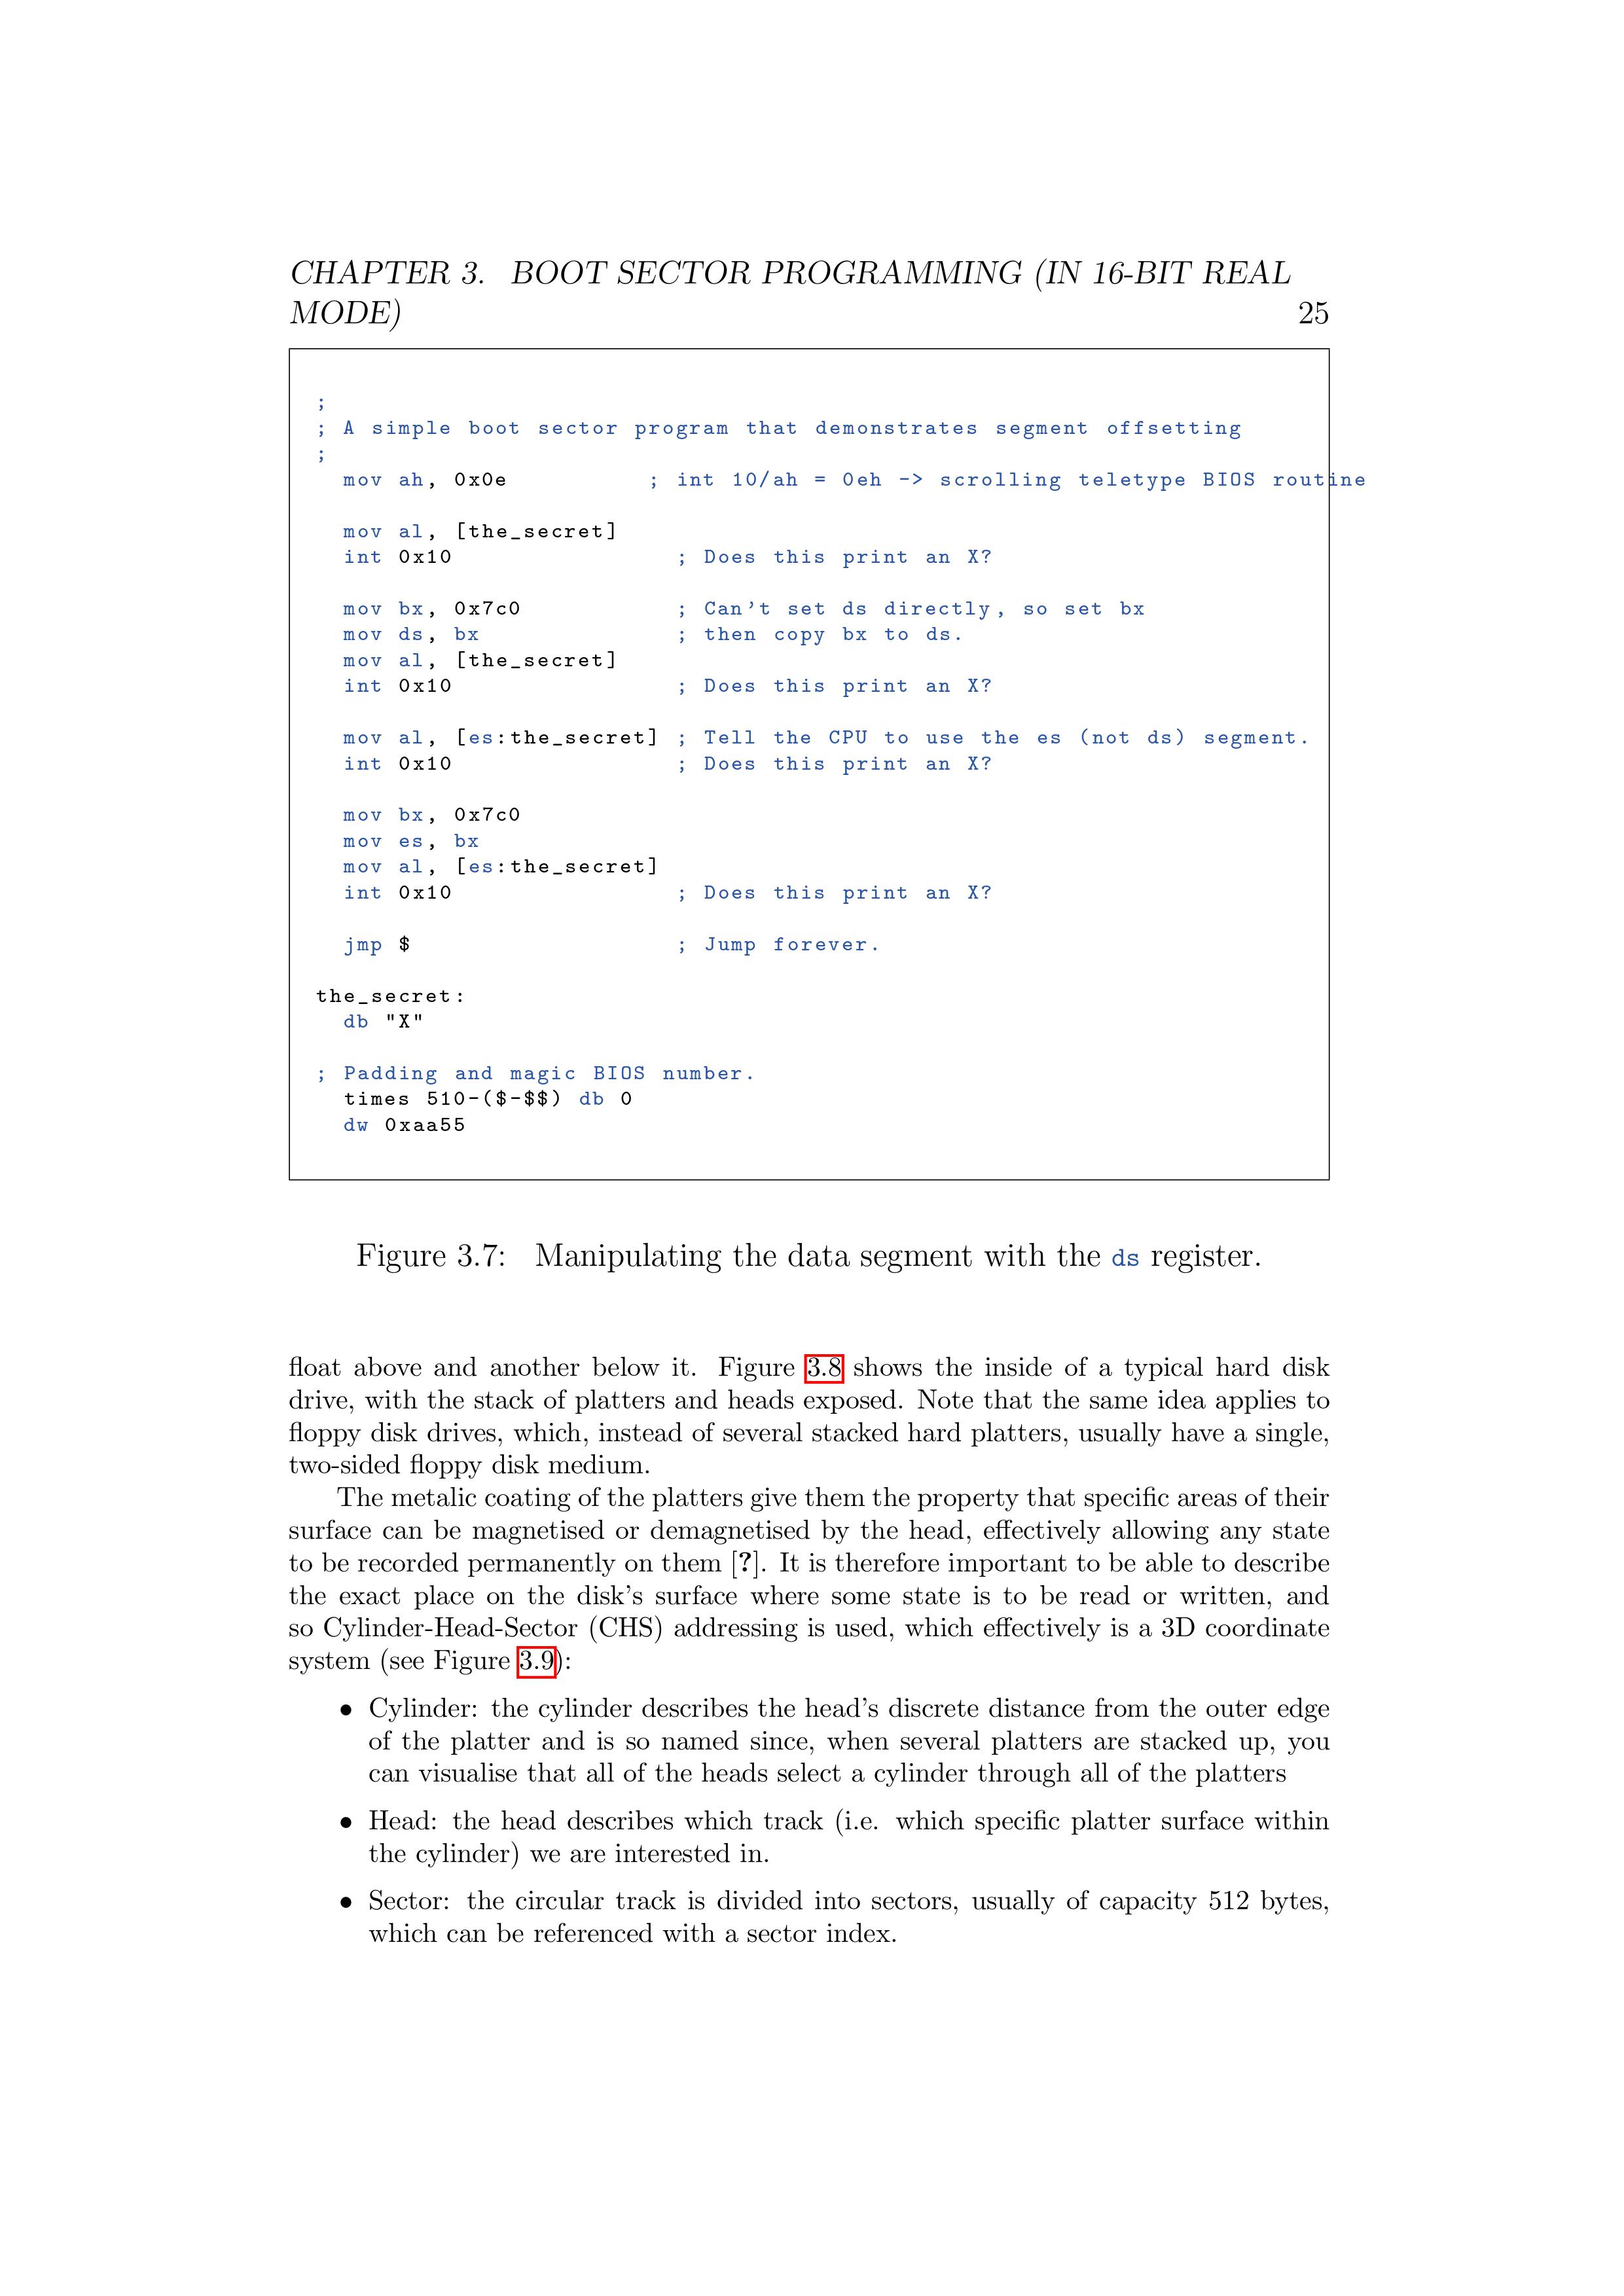 CHAPTER 3. BOOT SECTOR PROGRAMMING (IN 16-BIT REAL
MODE) 25
;
; A simple boot sector program that demonstrates segment offsetting
;
mov ah, 0x0e ; int 10/ah = 0eh -> scrolling teletype BIOS routine
mov al, [the_secret]
int 0x10 ; Does this print an X?
mov bx, 0x7c0 ; Can't set ds directly, so set bx
mov ds, bx ; then copy bx to ds.
mov al, [the_secret]
int 0x10 ; Does this print an X?
mov al, [es:the_secret] ; Tell the CPU to use the es (not ds) segment.
int 0x10 ; Does this print an X?
mov bx, 0x7c0
mov es, bx
mov al, [es:the_secret]
int 0x10 ; Does this print an X?
jmp $ ; Jump forever.
the_secret:
db "X"
; Padding and magic BIOS number.
times 510-($-$$) db 0
dw 0xaa55
Figure 3.7: Manipulating the data segment with the ds register.
float above and another below it. Figure 3.8 shows the inside of a typical hard disk
drive, with the stack of platters and heads exposed. Note that the same idea applies to
floppy disk drives, which, instead of several stacked hard platters, usually have a single,
two-sided floppy disk medium.
The metalic coating of the platters give them the property that specific areas of their
surface can be magnetised or demagnetised by the head, effectively allowing any state
to be recorded permanently on them [?]. It is therefore important to be able to describe
the exact place on the disk's surface where some state is to be read or written, and
so Cylinder-Head-Sector (CHS) addressing is used, which effectively is a 3D coordinate
system (see Figure 3.9):
• Cylinder: the cylinder describes the head's discrete distance from the outer edge
of the platter and is so named since, when several platters are stacked up, you
can visualise that all of the heads select a cylinder through all of the platters
• Head: the head describes which track (i.e. which specific platter surface within
the cylinder) we are interested in.
• Sector: the circular track is divided into sectors, usually of capacity 512 bytes,
which can be referenced with a sector index.